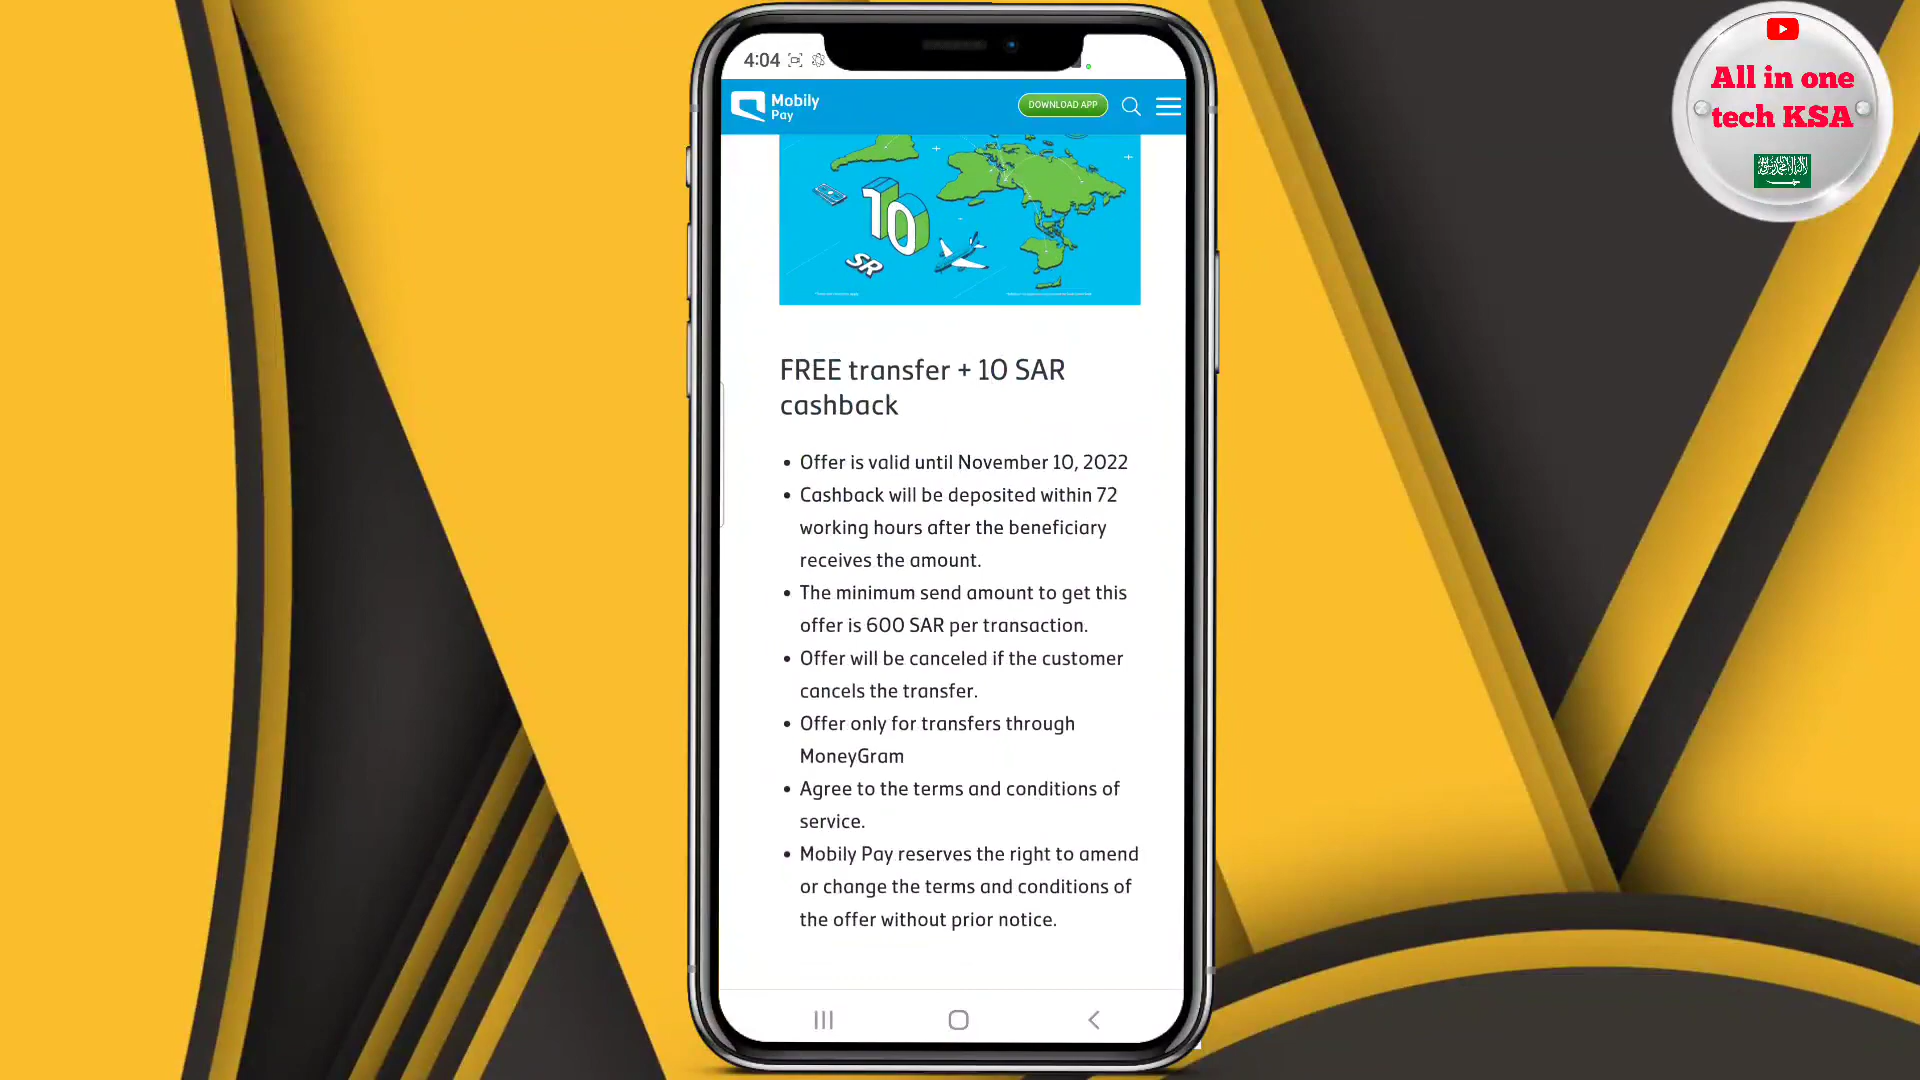 4:04
Mobily
Pay
DOWNLOAD APP
All in one
tech KSA
10
SR
FREE transfer + 10 SAR
cashback
• Offer is valid until November 10, 2022
• Cashback will be deposited within 72
working hours after the beneficiary
receives the amount.
• The minimum send amount to get this
offer is 600 SAR per transaction.
• Offer will be canceled if the customer
cancels the transfer.
• Offer only for transfers through
MoneyGram
• Agree to the terms and conditions of
service.
• Mobily Pay reserves the right to amend
or change the terms and conditions of
the offer without prior notice.